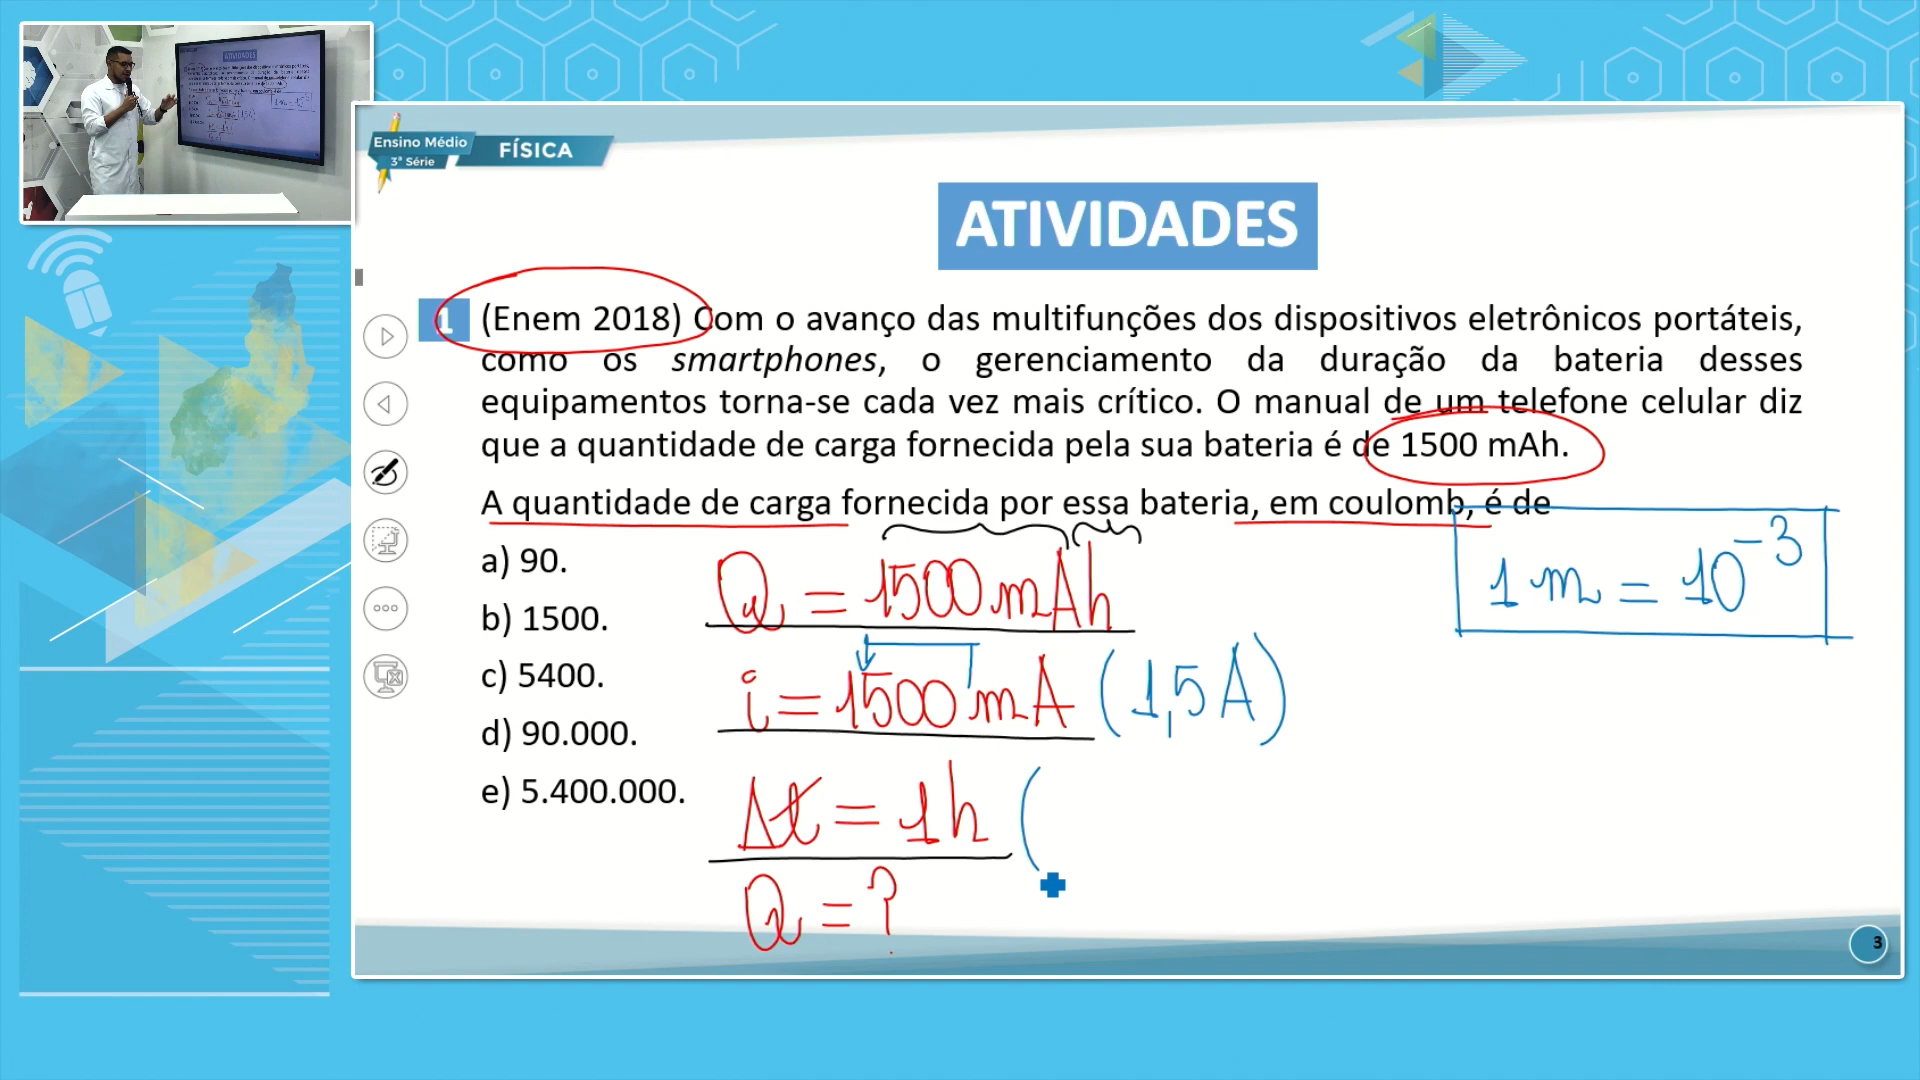 Ensino Médio
3ª Série
FÍSICA
ATIVIDADES
1 (Enem 2018) Com o avanço das multifunções dos dispositivos eletrônicos portáteis,
como os smartphones, o gerenciamento da duração da bateria desses
equipamentos torna-se cada vez mais crítico. O manual de um telefone celular diz
que a quantidade de carga fornecida pela sua bateria é de 1500 mAh.
A quantidade de carga fornecida por essa bateria, em coulomb, é de
a) 90.
b) 1500.
c) 5400.
d) 90.000.
e) 5.400.000.
Q = 1500 mAh
i = 1500 mA (1,5 A)
Δt = 1h (
Q = ?
1 m = 10⁻³
3